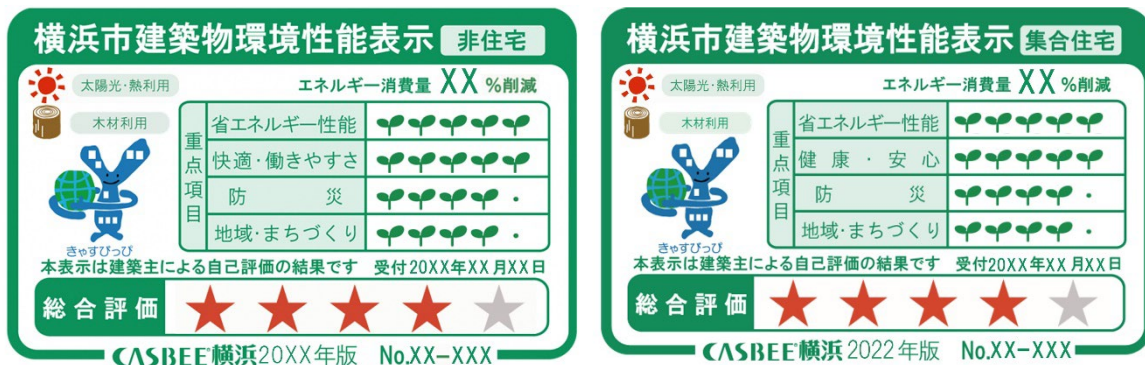 横浜市建築物環境性能表示 非住宅
太陽光・熱利用
エネルギー消費量 XX %削減
木材利用
重点項目
省エネルギー性能
快適・働きやすさ
防 災
地域・まちづくり
きゃすびっぴ
本表示は建築主による自己評価の結果です 受付20XX年XX月XX日
総合評価
CASBEE®横浜20XX年版 No.XX-XXX
横浜市建築物環境性能表示 集合住宅
太陽光・熱利用
エネルギー消費量 XX %削減
木材利用
重点項目
省エネルギー性能
健康・安心
防 災
地域・まちづくり
きゃすびっぴ
本表示は建築主による自己評価の結果です 受付20XX年XX月XX日
総合評価
CASBEE®横浜2022年版 No.XX-XXX